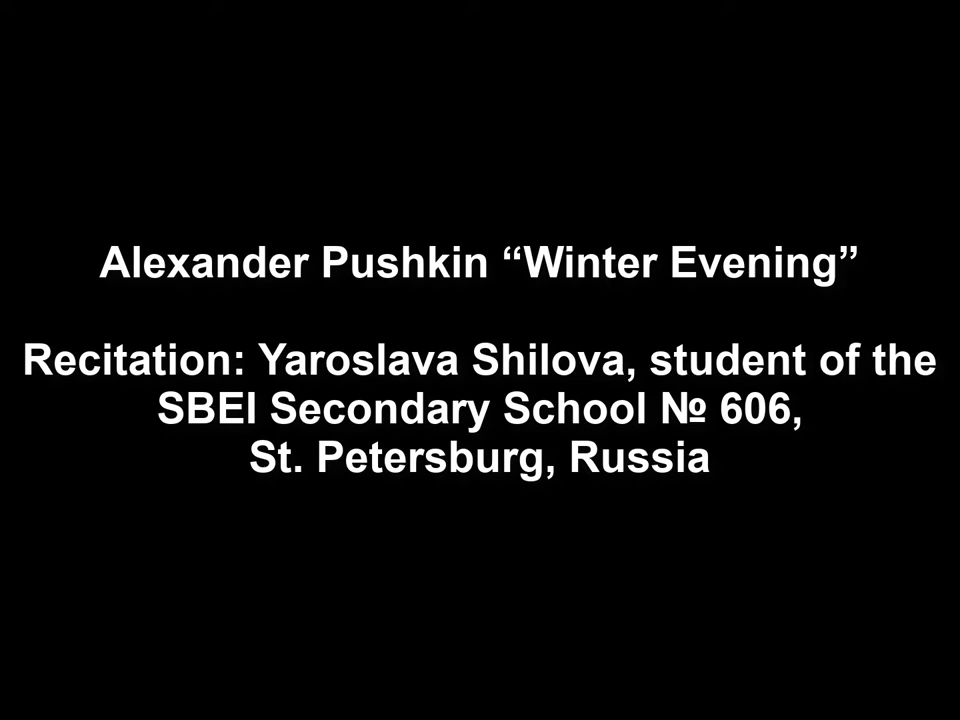 Alexander Pushkin “Winter Evening”
Recitation: Yaroslava Shilova, student of the
SBEI Secondary School № 606,
St. Petersburg, Russia